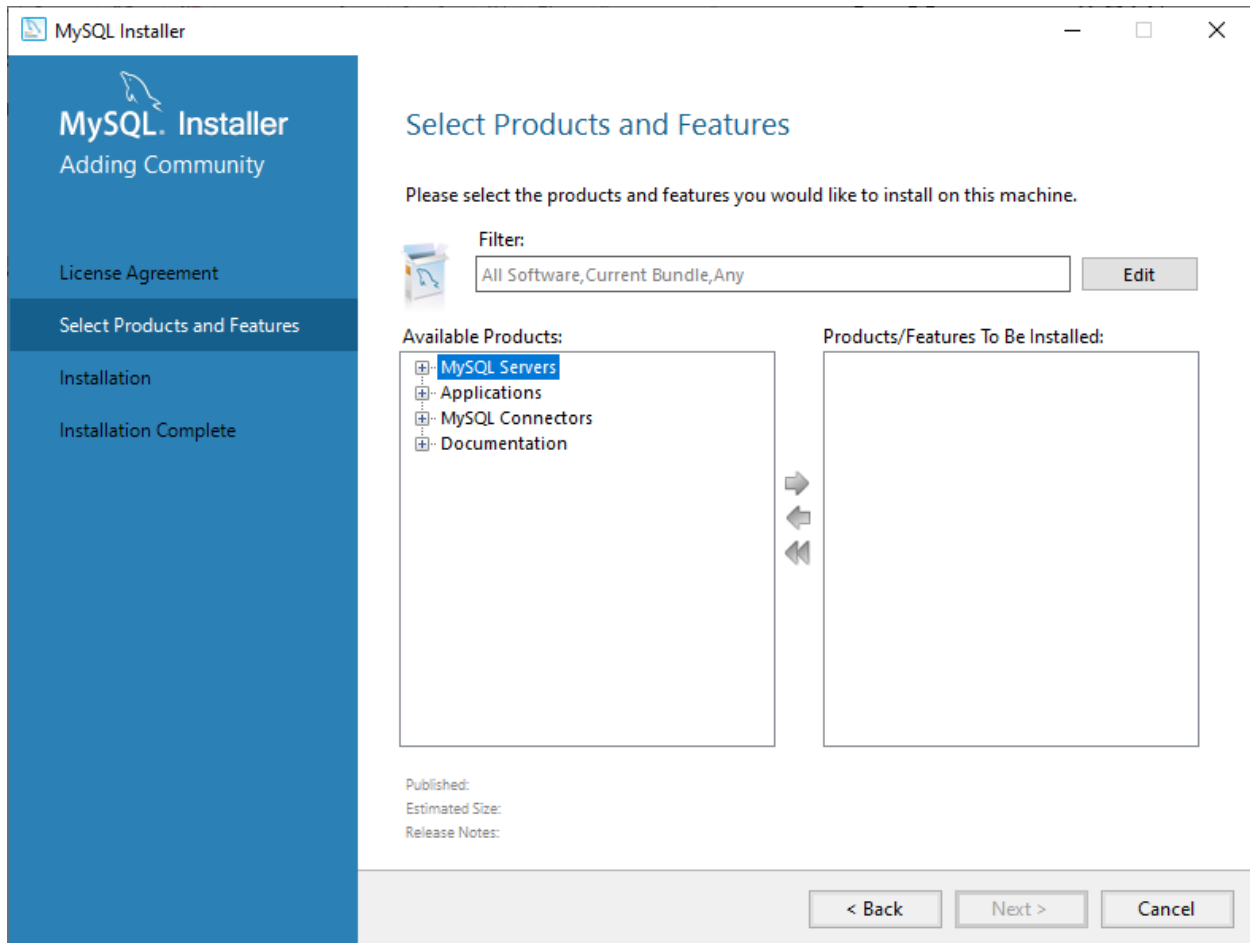 MySQL Installer
MySQL. Installer
Adding Community
License Agreement
Select Products and Features
Installation
Installation Complete
Select Products and Features
Please select the products and features you would like to install on this machine.
Filter:
All Software,Current Bundle,Any
Edit
Available Products:
MySQL Servers
Applications
MySQL Connectors
Documentation
Products/Features To Be Installed:
Published:
Estimated Size:
Release Notes:
< Back
Next >
Cancel